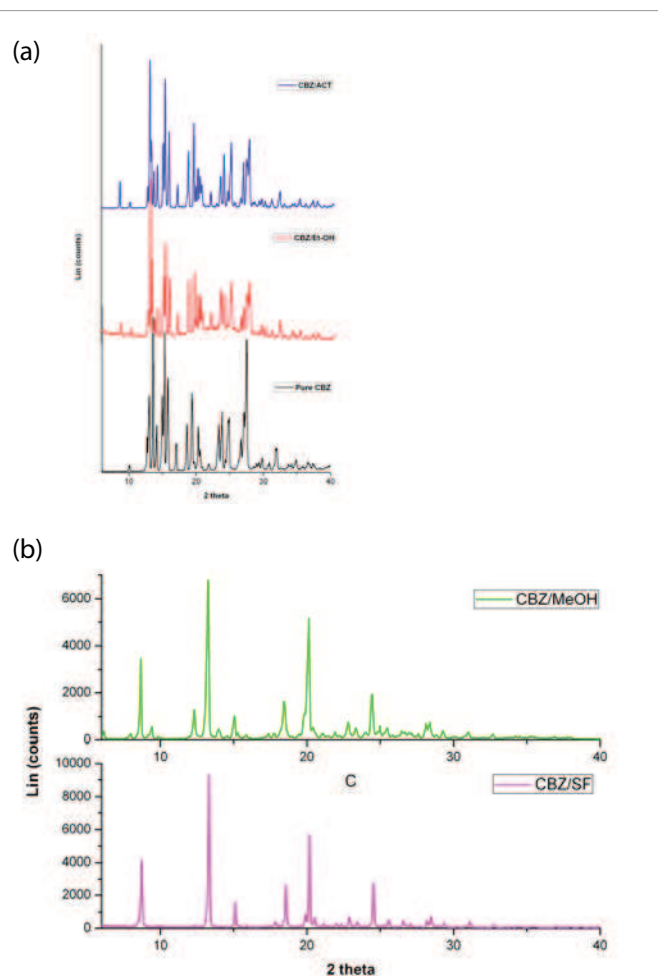 (a)
CBZ/ACT
CBZ/Et-OH
Pure CBZ
Lin (counts)
10 20 30 40
2 theta
(b)
6000
4000
2000
0
CBZ/MeOH
10 20 30 40
Lin (counts)
10000
8000
6000
4000
2000
0
C
CBZ/SF
10 20 30 40
2 theta